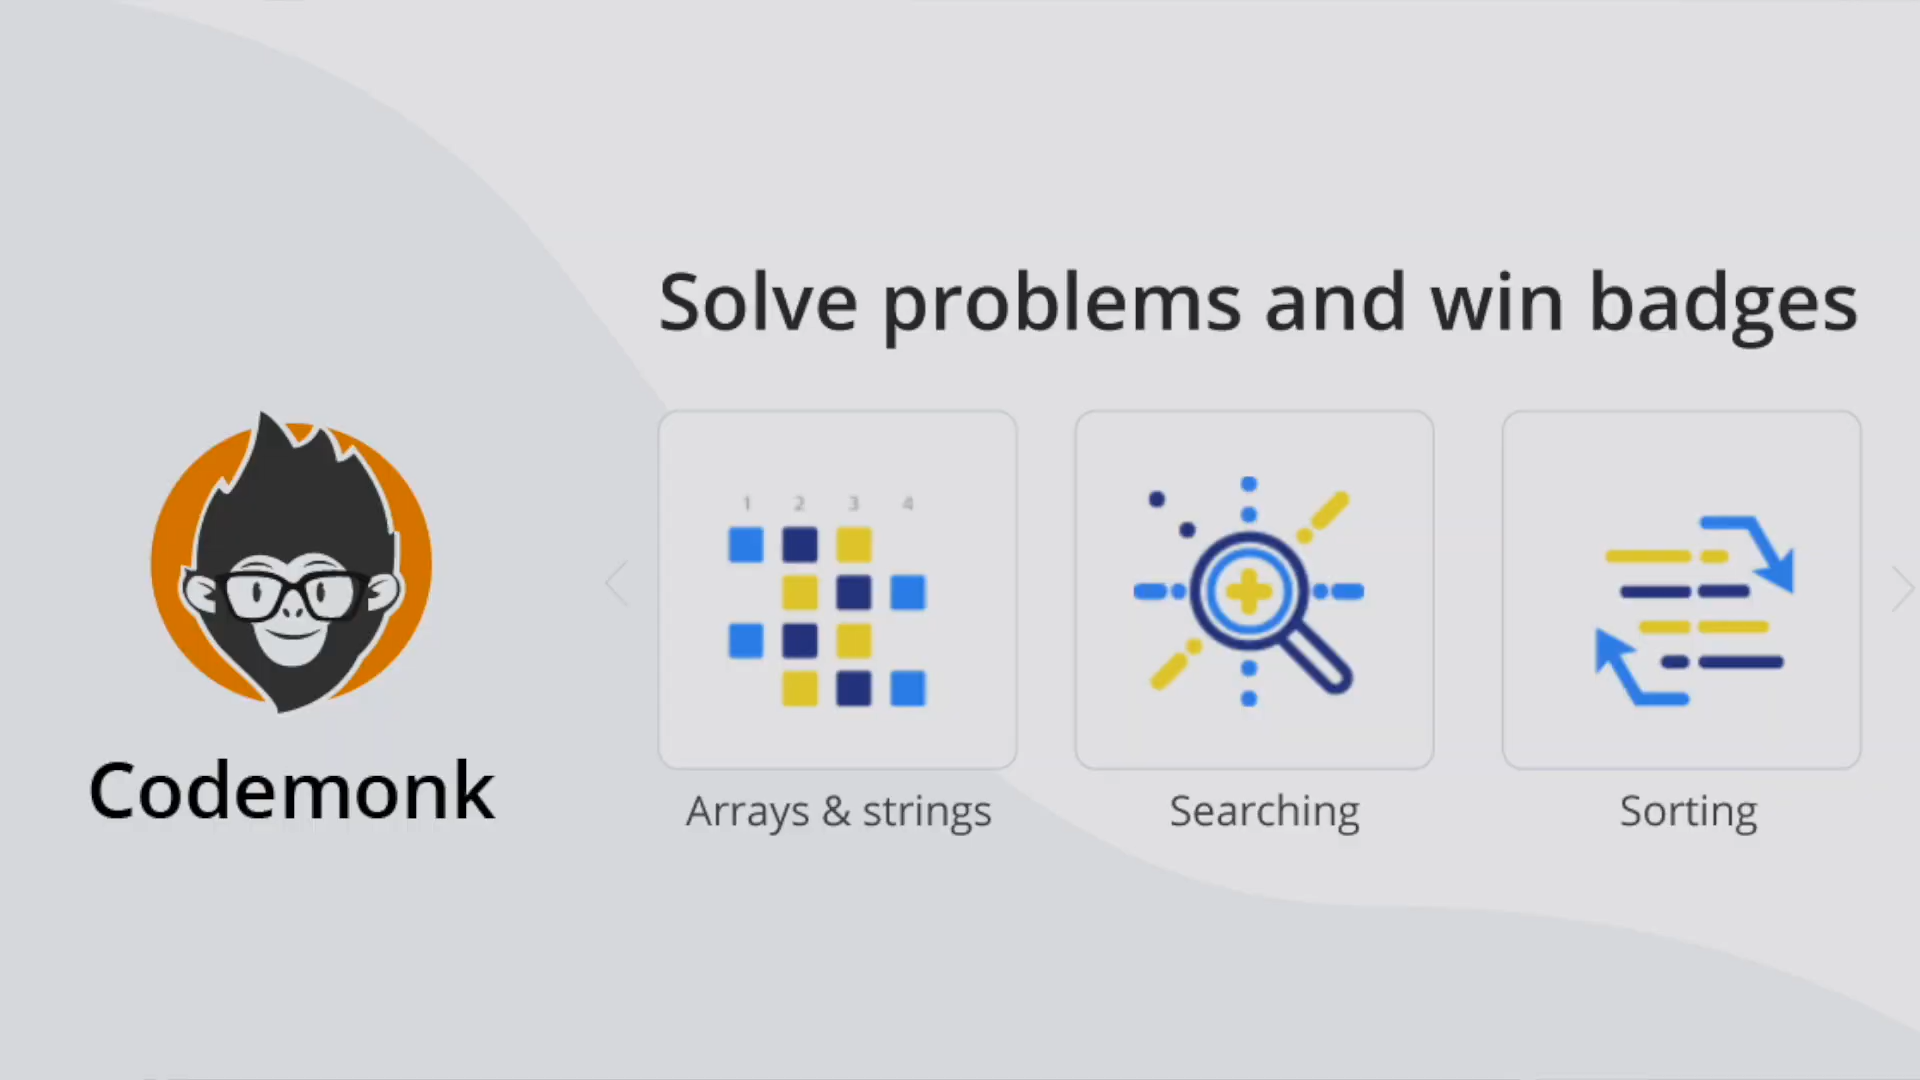 Solve problems and win badges
1 2 3 4
Codemonk
Arrays & strings
Searching
Sorting